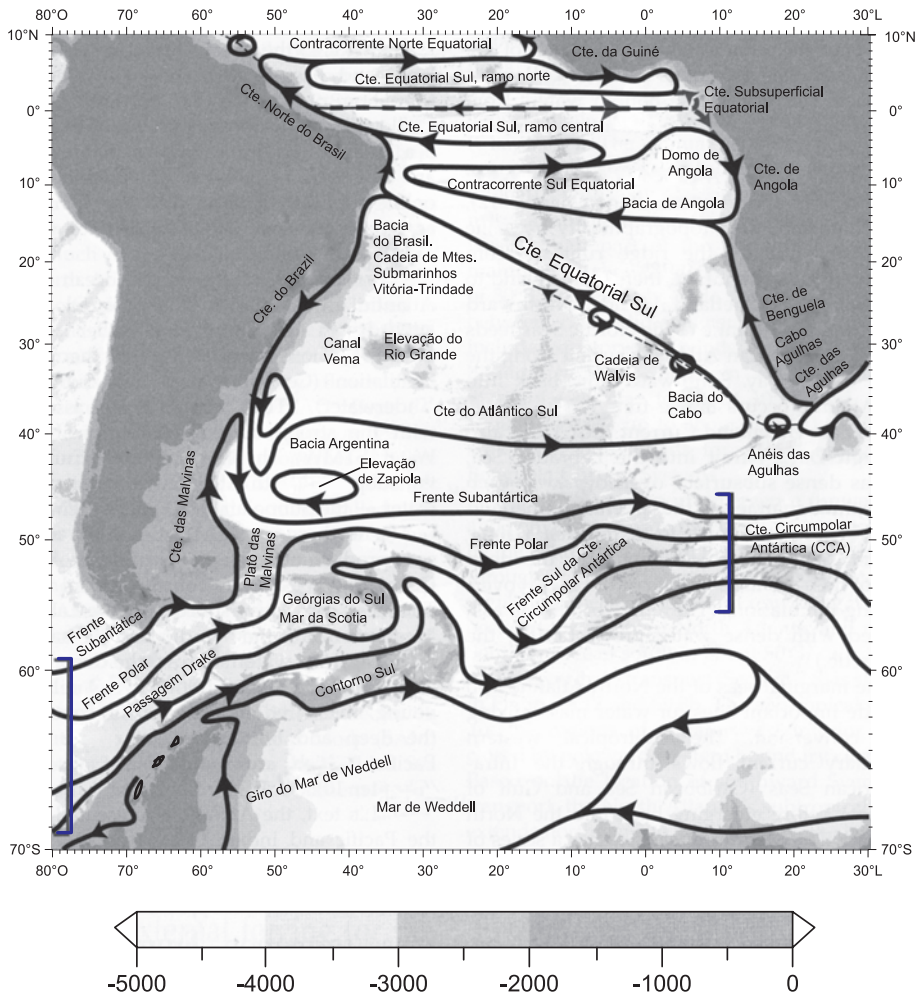 80°O 70° 60° 50° 40° 30° 20° 10° 0° 10° 20° 30°L
10°N
10°N
Contracorrente Norte Equatorial
Cte. da Guiné
Cte. Equatorial Sul, ramo norte
Cte. Subsuperficial
Equatorial
0°
0°
Cte. Norte do Brasil
Cte. Equatorial Sul, ramo central
Domo de
Angola
Cte. de
Angola
10°
10°
Contracorrente Sul Equatorial
Bacia de Angola
Bacia
do Brasil.
Cadeia de Mtes.
Submarinhos
Vitória-Trindade
20°
20°
Cte. Equatorial Sul
Cte. do Brazil
Cte. de
Benguela
30°
30°
Canal
Vema
Elevação do
Rio Grande
Cabo
Agulhas
Cte. das
Agulhas
Cadeia de
Walvis
Bacia do
Cabo
Cte do Atlântico Sul
40°
40°
Bacia Argentina
Anéis das
Agulhas
Elevação
de Zapiola
Cte. das Malvinas
Frente Subantártica
50°
50°
Cte. Circumpolar
Antártica (CCA)
Platô das
Malvinas
Frente Polar
Frente Sul da Cte.
Circumpolar Antártica
Geórgias do Sul
Mar da Scotia
Frente
Subantática
60°
60°
Frente Polar
Passagem Drake
Contorno Sul
Giro do Mar de Weddell
Mar de Weddell
70°S
70°S
80°O 70° 60° 50° 40° 30° 20° 10° 0° 10° 20° 30°L
-5000 -4000 -3000 -2000 -1000 0